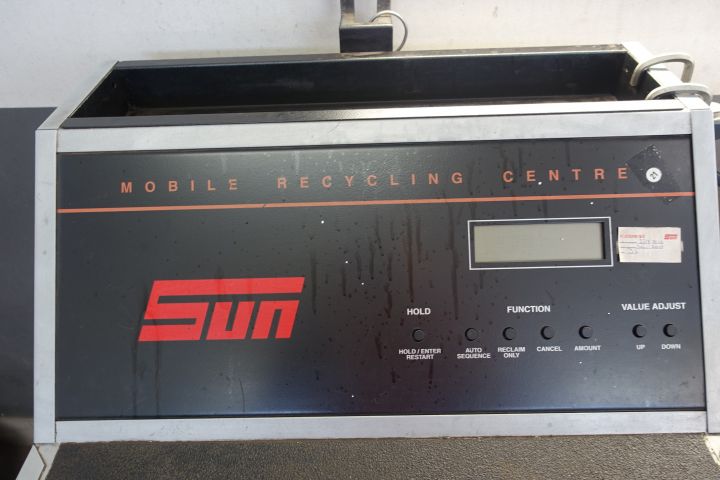 MOBILE RECYCLING CENTRE
Sun
HOLD
FUNCTION
VALUE ADJUST
HOLD / ENTER
RESTART
AUTO
SEQUENCE
RECLAIM
ONLY
CANCEL
AMOUNT
UP
DOWN